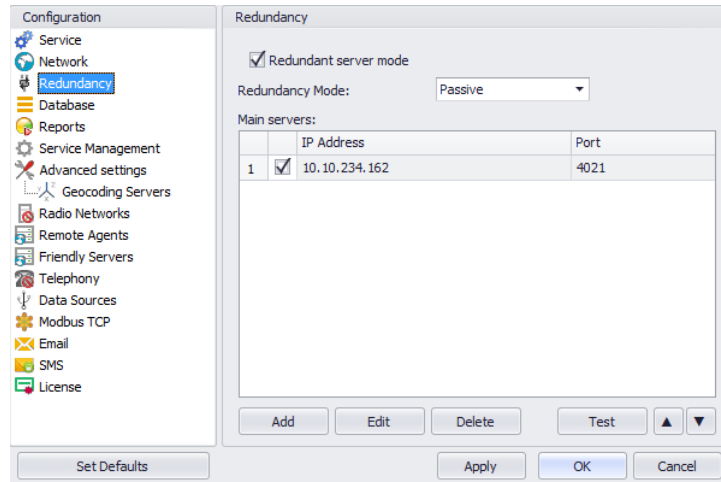 Configuration
Service
Network
Redundancy
Database
Reports
Service Management
Advanced settings
Geocoding Servers
Radio Networks
Remote Agents
Friendly Servers
Telephony
Data Sources
Modbus TCP
Email
SMS
License
Set Defaults
Redundancy
Redundant server mode
Redundancy Mode: Passive
Main servers:
IP Address Port
1 10.10.234.162 4021
Add Edit Delete Test
Apply OK Cancel